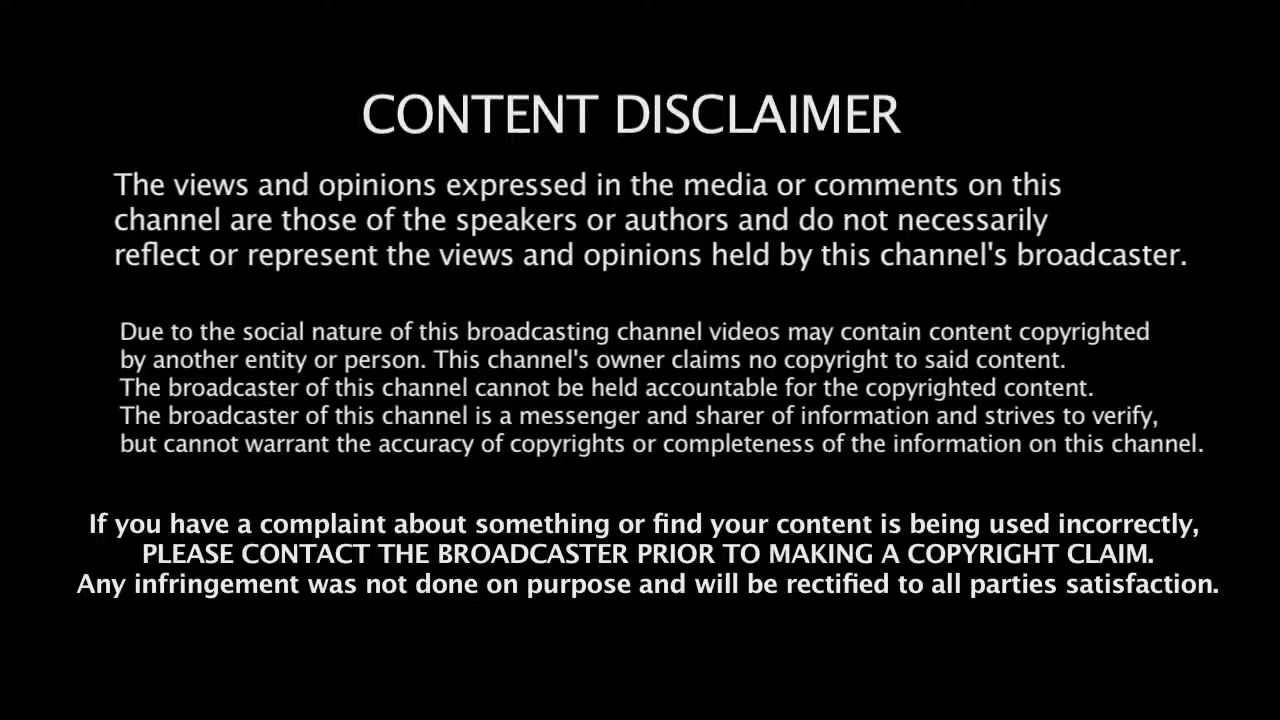 CONTENT DISCLAIMER
The views and opinions expressed in the media or comments on this
channel are those of the speakers or authors and do not necessarily
reflect or represent the views and opinions held by this channel's broadcaster.
Due to the social nature of this broadcasting channel videos may contain content copyrighted
by another entity or person. This channel's owner claims no copyright to said content.
The broadcaster of this channel cannot be held accountable for the copyrighted content.
The broadcaster of this channel is a messenger and sharer of information and strives to verify,
but cannot warrant the accuracy of copyrights or completeness of the information on this channel.
If you have a complaint about something or find your content is being used incorrectly,
PLEASE CONTACT THE BROADCASTER PRIOR TO MAKING A COPYRIGHT CLAIM.
Any infringement was not done on purpose and will be rectified to all parties satisfaction.